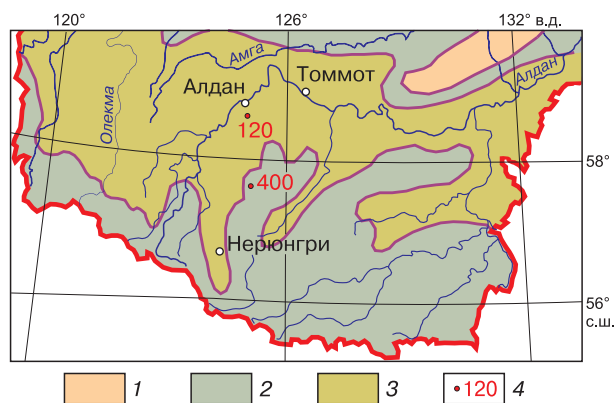 120° 126° 132° в.д.
Амга
Алдан
Томмот
Алдан
Олекма
120
58°
400
Нерюнгри
56°
с.ш.
1 2 3 120 4